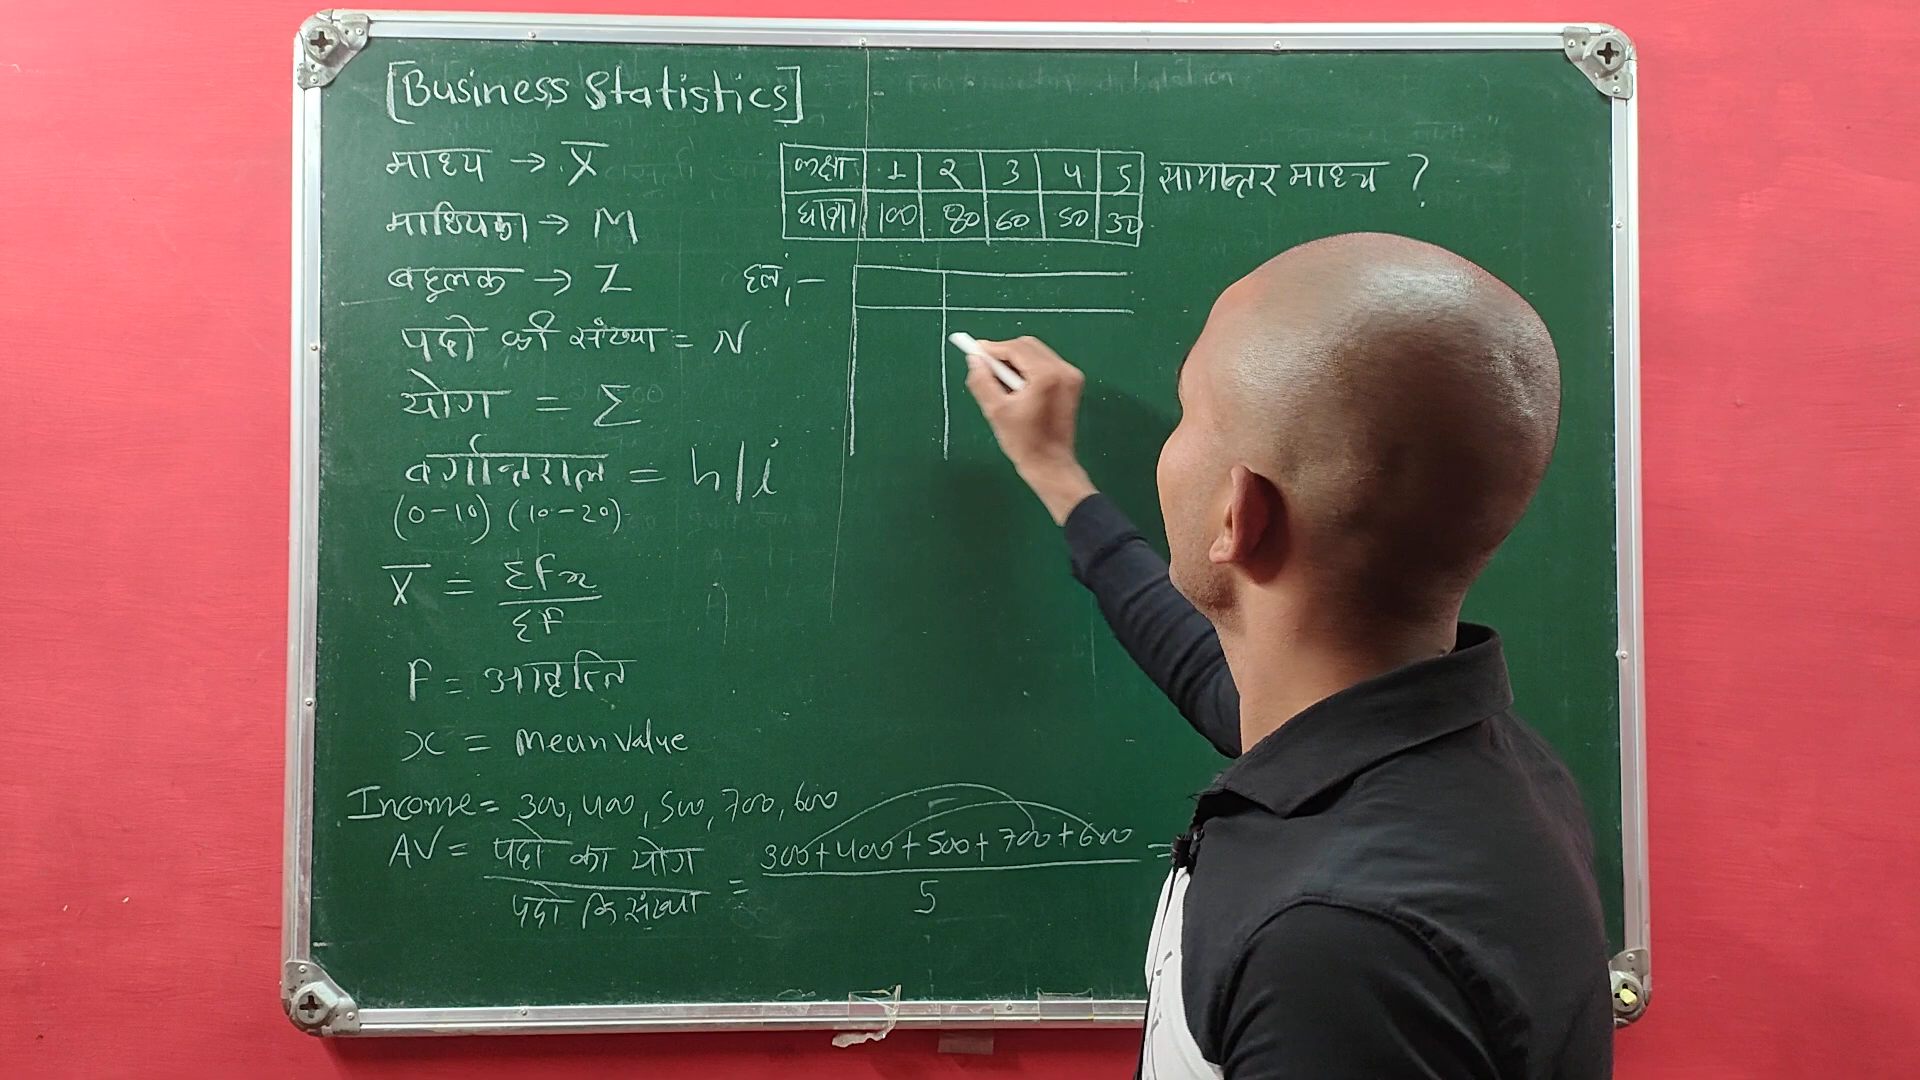 [Business Statistics]
माध्य → X̅
माध्यिका → M
बहुलक → Z
पदो की संख्या = N
योग = Σ
वर्गान्तराल = h/i
(0-10) (10-20)
X̅ = ΣFx / ΣF
F = आवृत्ति
x = Mean Value
Income = 300, 400, 500, 700, 600
AV = पदो का योग / पदो कि संख्या = 300+400+500+700+600 / 5 =
कक्षा 1 २ 3 4 5 सामान्तर माध्य ?
छात्र 100 80 60 50 30
हल:-